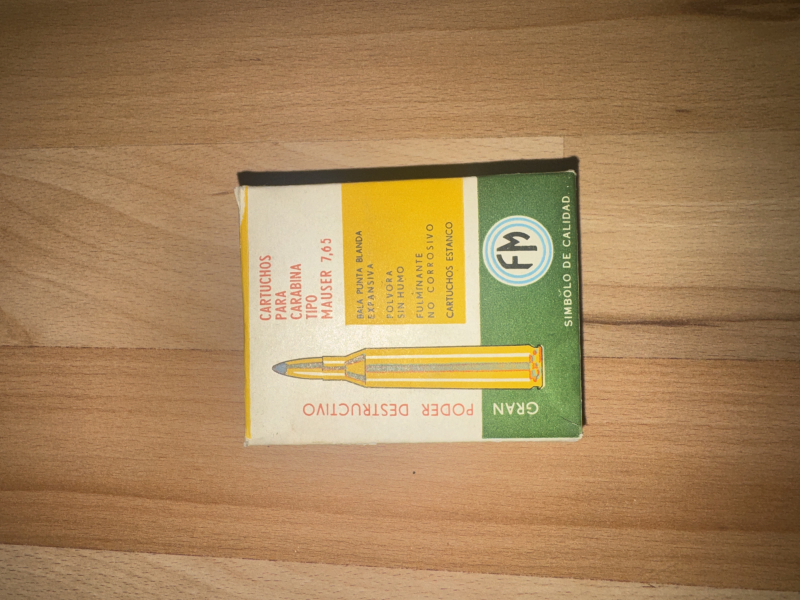 CARTUCHOS
PARA
CARABINA
TIPO
MAUSER 7,65
BALA PUNTA BLANDA
EXPANSIVA
POLVORA
SIN HUMO
FULMINANTE
NO CORROSIVO
CARTUCHOS ESTANCO
FM
SIMBOLO DE CALIDAD
GRAN PODER DESTRUCTIVO